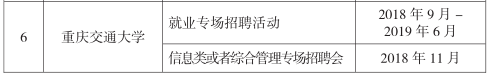 6 重庆交通大学 就业专场招聘活动 2018 年 9 月 –
2019 年 6 月
信息类或者综合管理专场招聘会 2018 年 11 月